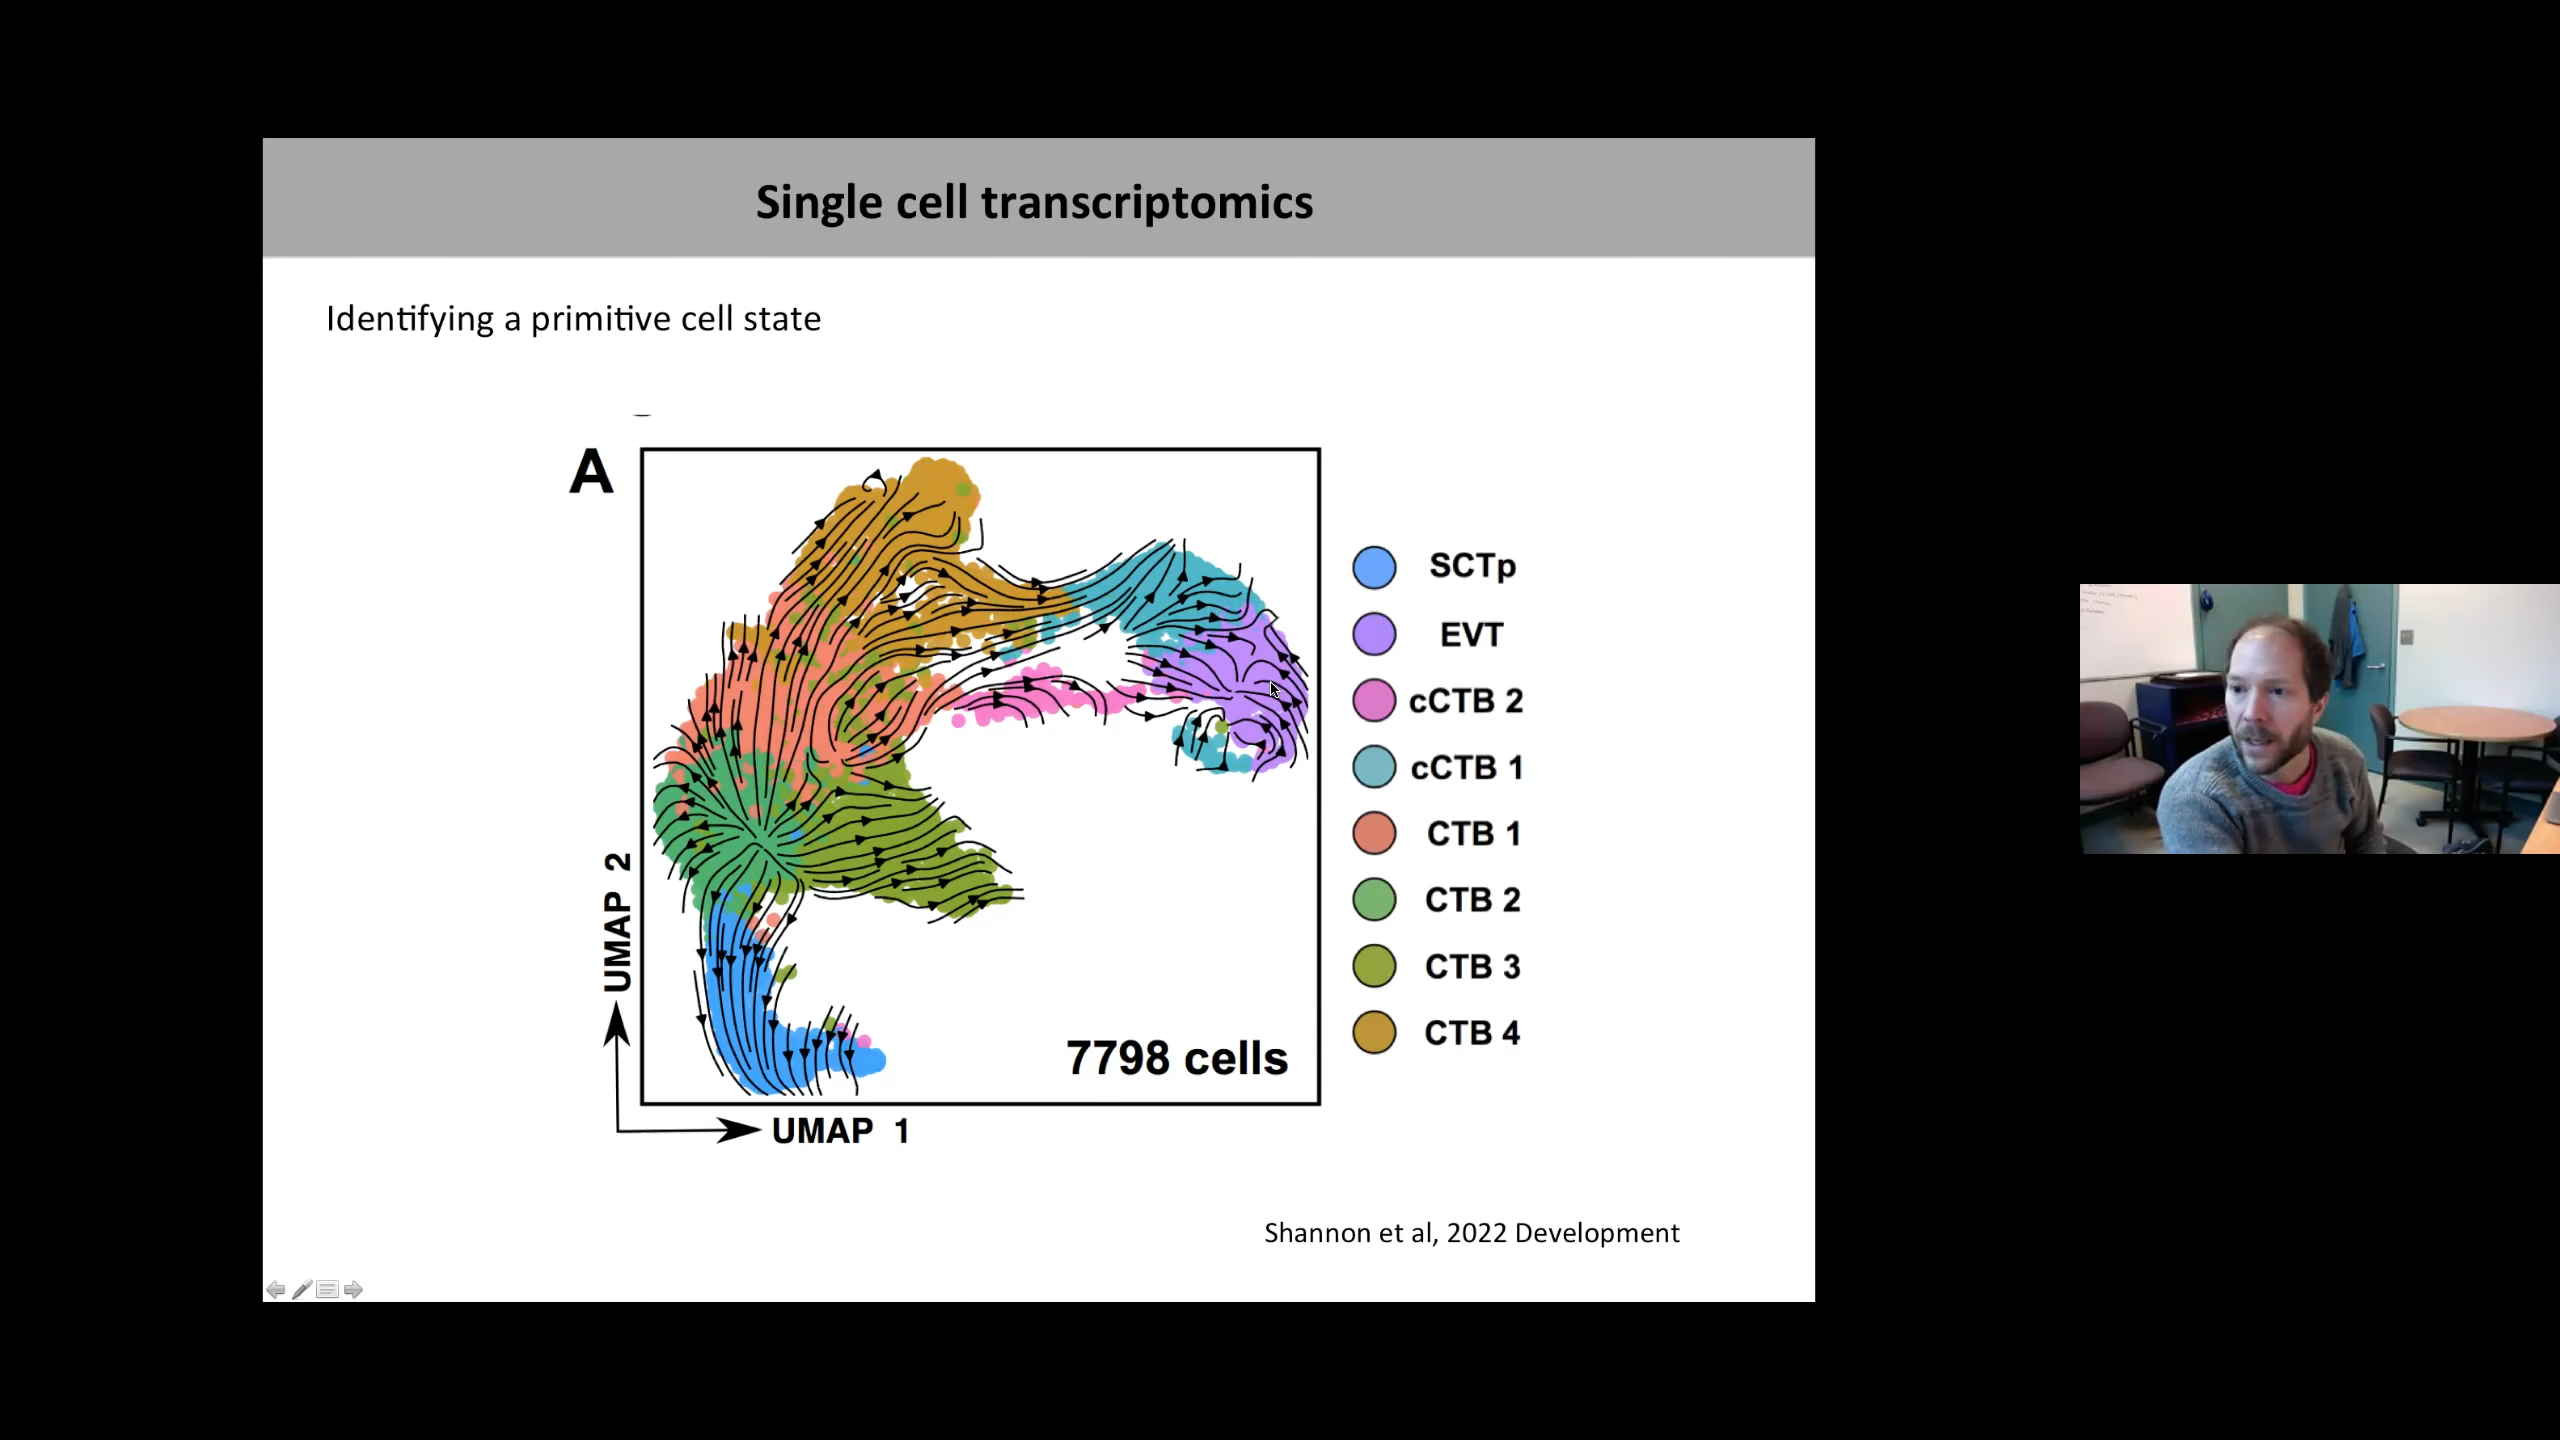 Single cell transcriptomics
Identifying a primitive cell state
A
SCTp
EVT
cCTB 2
cCTB 1
CTB 1
CTB 2
CTB 3
CTB 4
7798 cells
UMAP 2
UMAP 1
Shannon et al, 2022 Development